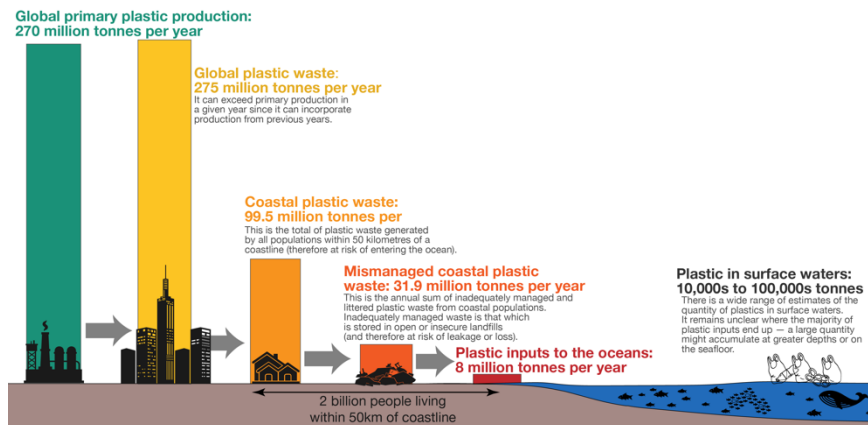 Global primary plastic production:
270 million tonnes per year
Global plastic waste:
275 million tonnes per year
It can exceed primary production in
a given year since it can incorporate
production from previous years.
Coastal plastic waste:
99.5 million tonnes per
This is the total of plastic waste generated
by all populations within 50 kilometres of a
coastline (therefore at risk of entering the ocean).
Mismanaged coastal plastic
waste: 31.9 million tonnes per year
This is the annual sum of inadequately managed and
littered plastic waste from coastal populations.
Inadequately managed waste is that which
is stored in open or insecure landfills
(and therefore at risk of leakage or loss).
Plastic inputs to the oceans:
8 million tonnes per year
Plastic in surface waters:
10,000s to 100,000s tonnes
There is a wide range of estimates of the
quantity of plastics in surface waters.
It remains unclear where the majority of
plastic inputs end up — a large quantity
might accumulate at greater depths or on
the seafloor.
2 billion people living
within 50km of coastline